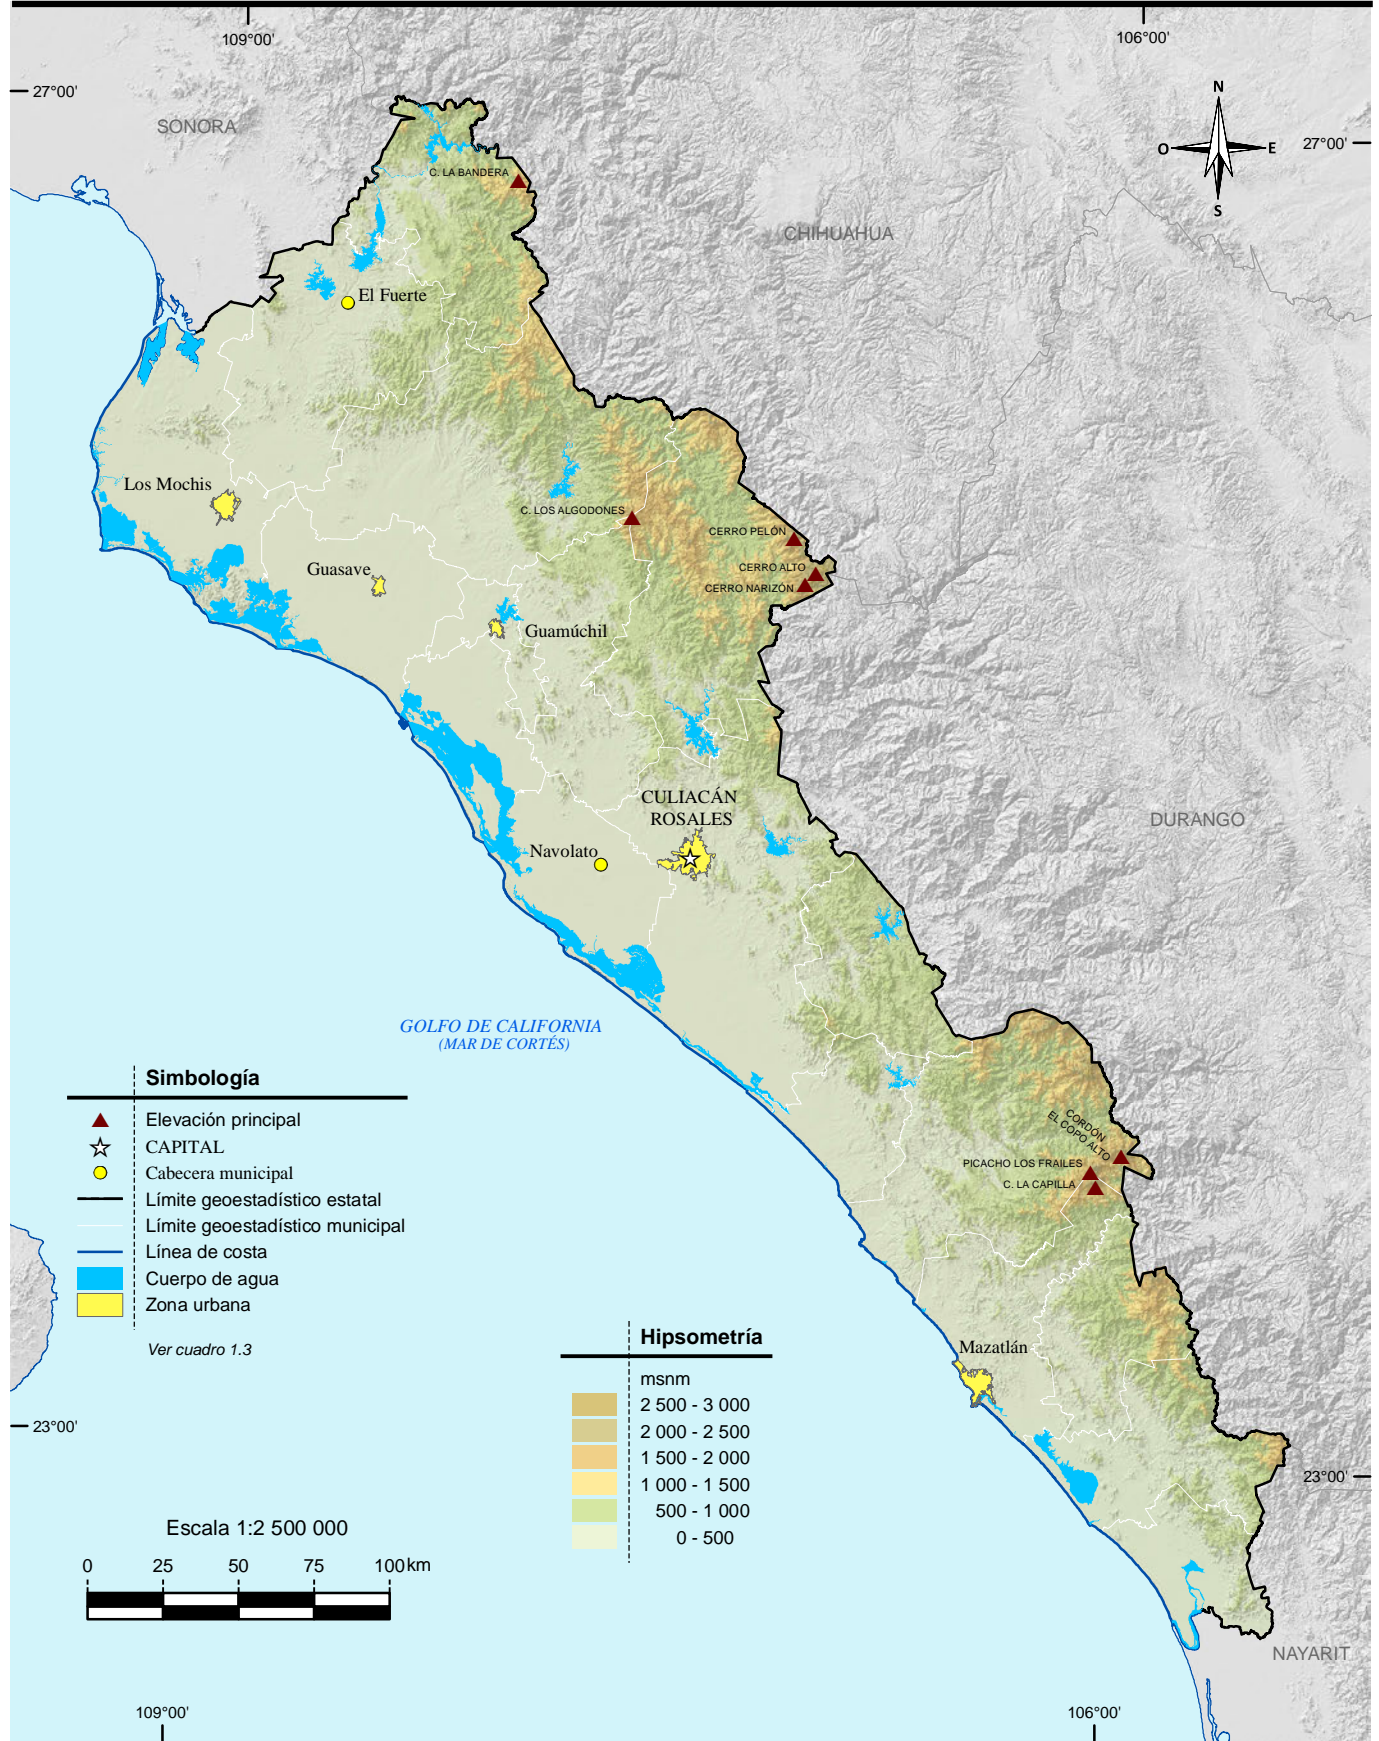 109°00'
106°00'
27°00'
SONORA
N
O
E
S
27°00'
C. LA BANDERA
CHIHUAHUA
El Fuerte
Los Mochis
C. LOS ALGODONES
CERRO PELÓN
CERRO ALTO
CERRO NARIZÓN
Guasave
Guamúchil
CULIACÁN
ROSALES
Navolato
DURANGO
GOLFO DE CALIFORNIA
(MAR DE CORTÉS)
CORDÓN
EL COPO ALTO
PICACHO LOS FRAILES
C. LA CAPILLA
Simbología
Elevación principal
CAPITAL
Cabecera municipal
Límite geoestadístico estatal
Límite geoestadístico municipal
Línea de costa
Cuerpo de agua
Zona urbana
Ver cuadro 1.3
Mazatlán
Hipsometría
msnm
2 500 - 3 000
2 000 - 2 500
1 500 - 2 000
1 000 - 1 500
500 - 1 000
0 - 500
23°00'
23°00'
Escala 1:2 500 000
0 25 50 75 100 km
NAYARIT
109°00'
106°00'